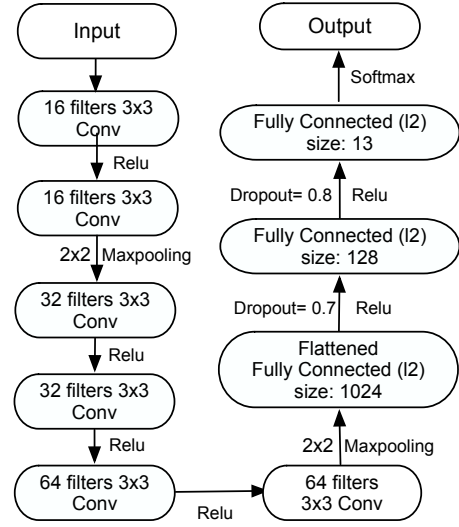 Input
16 filters 3x3
Conv
Relu
16 filters 3x3
Conv
2x2 Maxpooling
32 filters 3x3
Conv
Relu
32 filters 3x3
Conv
Relu
64 filters 3x3
Conv
Relu
64 filters
3x3 Conv
2x2 Maxpooling
Flattened
Fully Connected (l2)
size: 1024
Dropout= 0.7 Relu
Fully Connected (l2)
size: 128
Dropout= 0.8 Relu
Fully Connected (l2)
size: 13
Softmax
Output